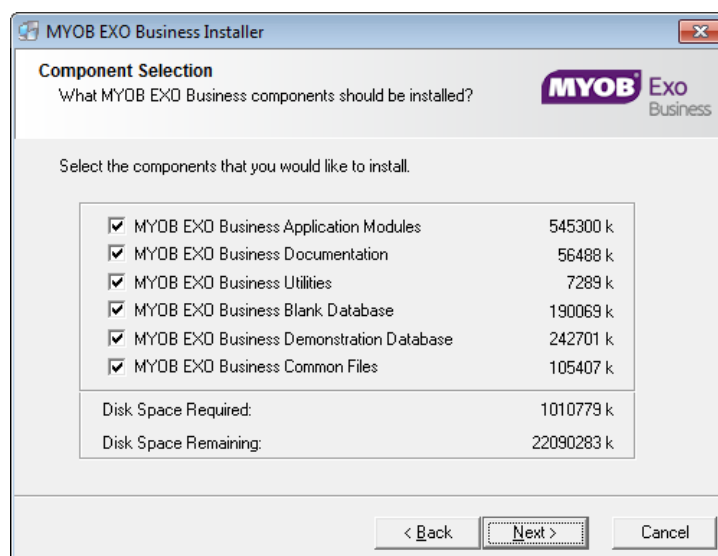 MYOB EXO Business Installer
Component Selection
What MYOB EXO Business components should be installed?
MYOB Exo
Business
Select the components that you would like to install.
MYOB EXO Business Application Modules 545300 k
MYOB EXO Business Documentation 56488 k
MYOB EXO Business Utilities 7289 k
MYOB EXO Business Blank Database 190069 k
MYOB EXO Business Demonstration Database 242701 k
MYOB EXO Business Common Files 105407 k
Disk Space Required: 1010779 k
Disk Space Remaining: 22090283 k
< Back Next > Cancel